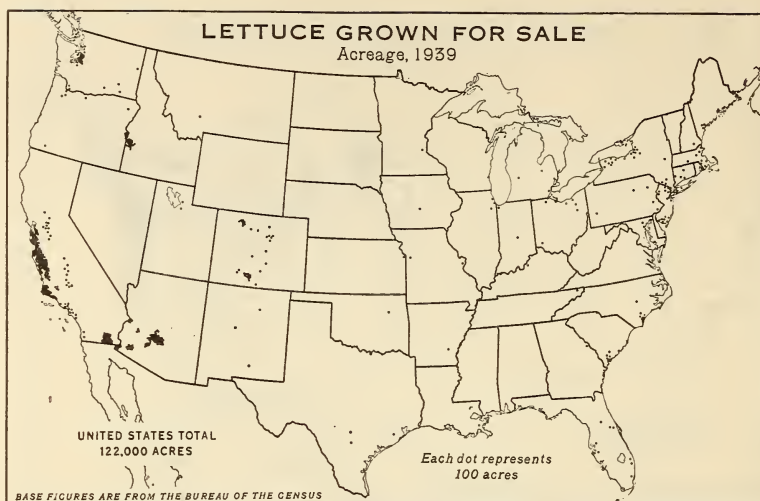 LETTUCE GROWN FOR SALE
Acreage, 1939
UNITED STATES TOTAL
122,000 ACRES
Each dot represents
100 acres
BASE FIGURES ARE FROM THE BUREAU OF THE CENSUS